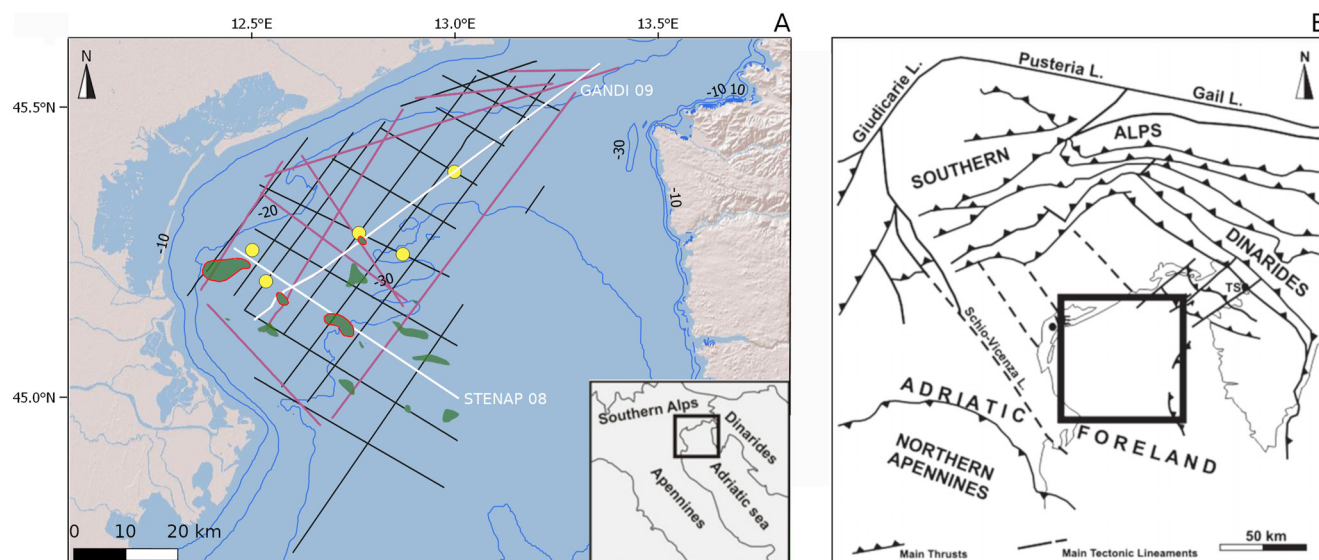 A
12.5°E
13.0°E
13.5°E
N
45.5°
45.0°
GANDI 09
-10 10
-30
-10
-20
-10
-30
STENAP 08
0 10 20 km
Southern Alps
Dinarides
Apennines
Adriatic sea
N
Giudicarie L.
Pusteria L.
Gail L.
SOUTHERN
ALPS
DINARIDES
TS
Schio-Vicenza L.
ADRIATIC
FORELAND
NORTHERN
APENNINES
50 km
Main Thrusts
Main Tectonic Lineaments